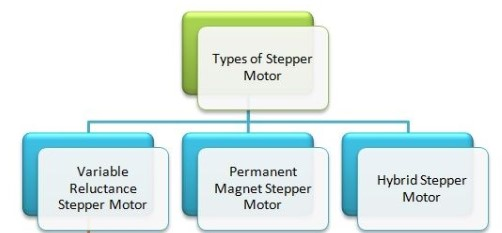 Types of Stepper
Motor
Variable
Reluctance
Stepper Motor
Permanent
Magnet Stepper
Motor
Hybrid Stepper
Motor